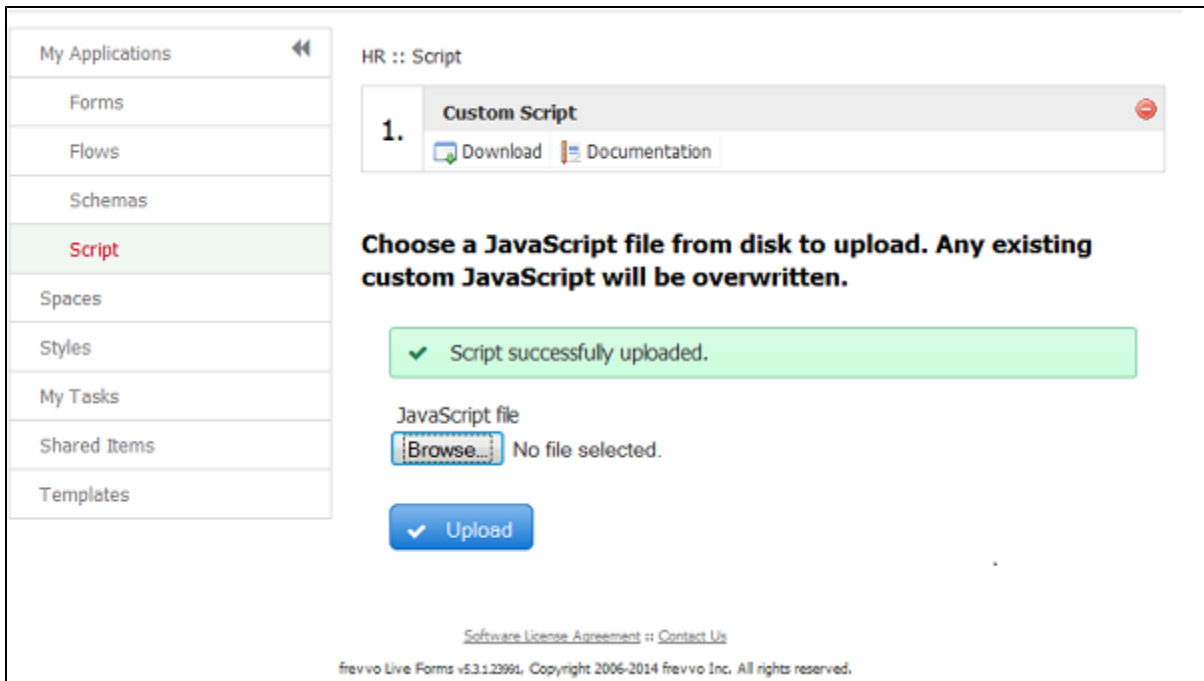 My Applications
Forms
Flows
Schemas
Script
Spaces
Styles
My Tasks
Shared Items
Templates
HR :: Script
1.
Custom Script
Download
Documentation
Choose a JavaScript file from disk to upload. Any existing
custom JavaScript will be overwritten.
Script successfully uploaded.
JavaScript file
Browse... No file selected.
Upload
Software License Agreement :: Contact Us
frevvo Live Forms v5.3.1.23991, Copyright 2006-2014 frevvo Inc. All rights reserved.